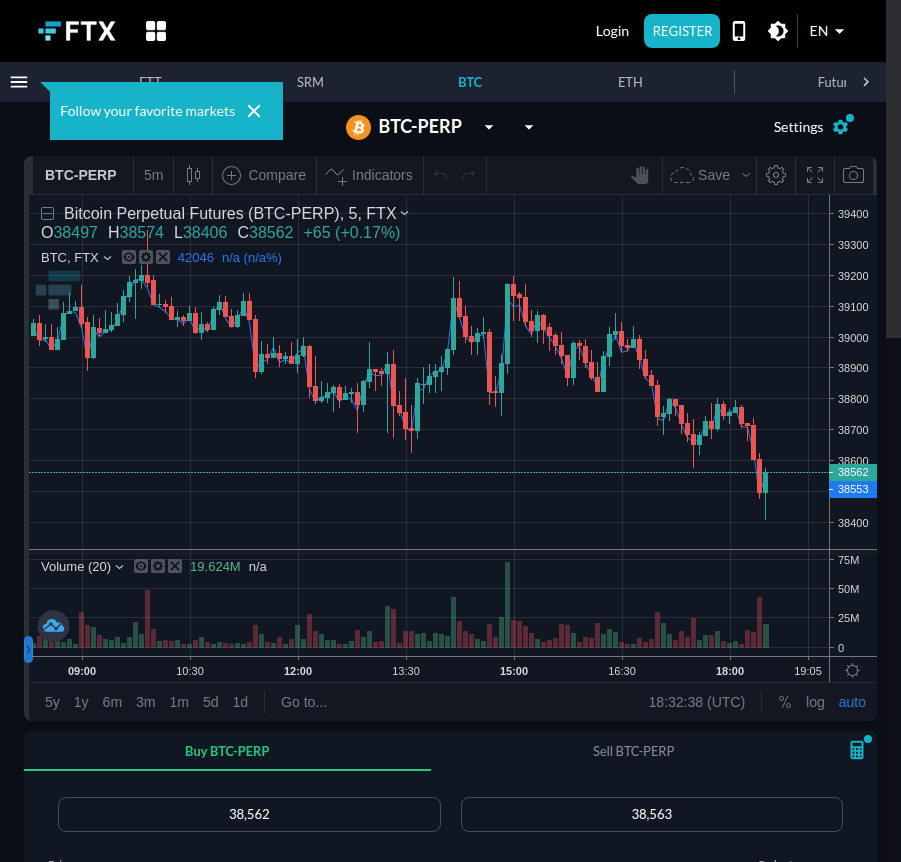 FTX
Login REGISTER EN
FTT SRM BTC ETH
Follow your favorite markets
BTC-PERP
Settings
BTC-PERP 5m Compare Indicators Save
Bitcoin Perpetual Futures (BTC-PERP), 5, FTX
O38497 H38574 L38406 C38562 +65 (+0.17%)
BTC, FTX 42046 n/a (n/a%)
39400
39300
39200
39100
39000
38900
38800
38700
38600
38562
38553
38400
Volume (20) 19.624M n/a
75M
50M
25M
0
09:00 10:30 12:00 13:30 15:00 16:30 18:00 19:05
5y 1y 6m 3m 1m 5d 1d Go to... 18:32:38 (UTC) % log auto
Buy BTC-PERP Sell BTC-PERP
38,562 38,563